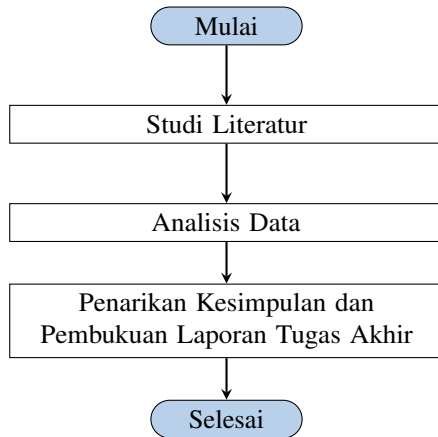 Mulai
Studi Literatur
Analisis Data
Penarikan Kesimpulan dan
Pembukuan Laporan Tugas Akhir
Selesai